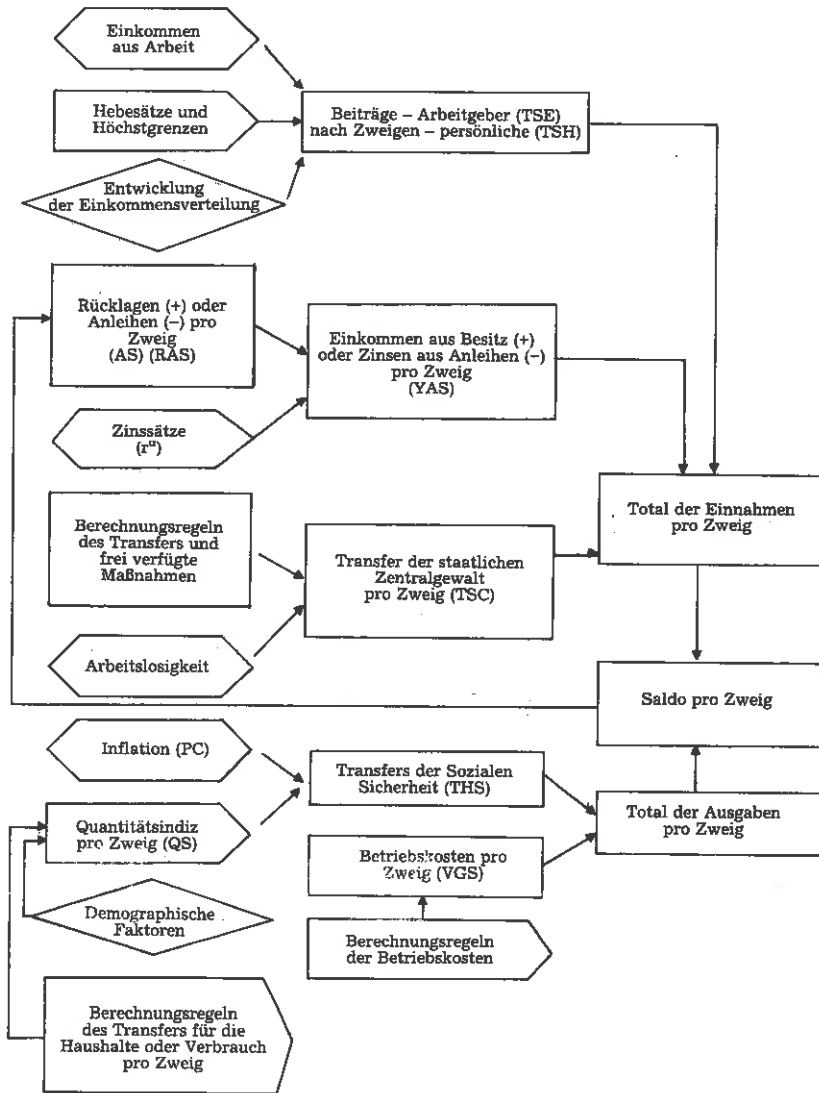 Einkommen
aus Arbeit
Hebesätze und
Höchstgrenzen
Beiträge – Arbeitgeber (TSE)
nach Zweigen – persönliche (TSH)
Entwicklung
der Einkommensverteilung
Rücklagen (+) oder
Anleihen (–) pro
Zweig
(AS) (RAS)
Einkommen aus Besitz (+)
oder Zinsen aus Anleihen (–)
pro Zweig
(YAS)
Zinssätze
(rα)
Total der Einnahmen
pro Zweig
Berechnungsregeln
des Transfers und
frei verfügte
Maßnahmen
Transfer der staatlichen
Zentralgewalt
pro Zweig (TSC)
Arbeitslosigkeit
Saldo pro Zweig
Inflation (PC)
Transfers der Sozialen
Sicherheit (THS)
Total der Ausgaben
pro Zweig
Quantitätsindiz
pro Zweig (QS)
Betriebskosten pro
Zweig (VGS)
Demographische
Faktoren
Berechnungsregeln
der Betriebskosten
Berechnungsregeln
des Transfers für die
Haushalte oder Verbrauch
pro Zweig